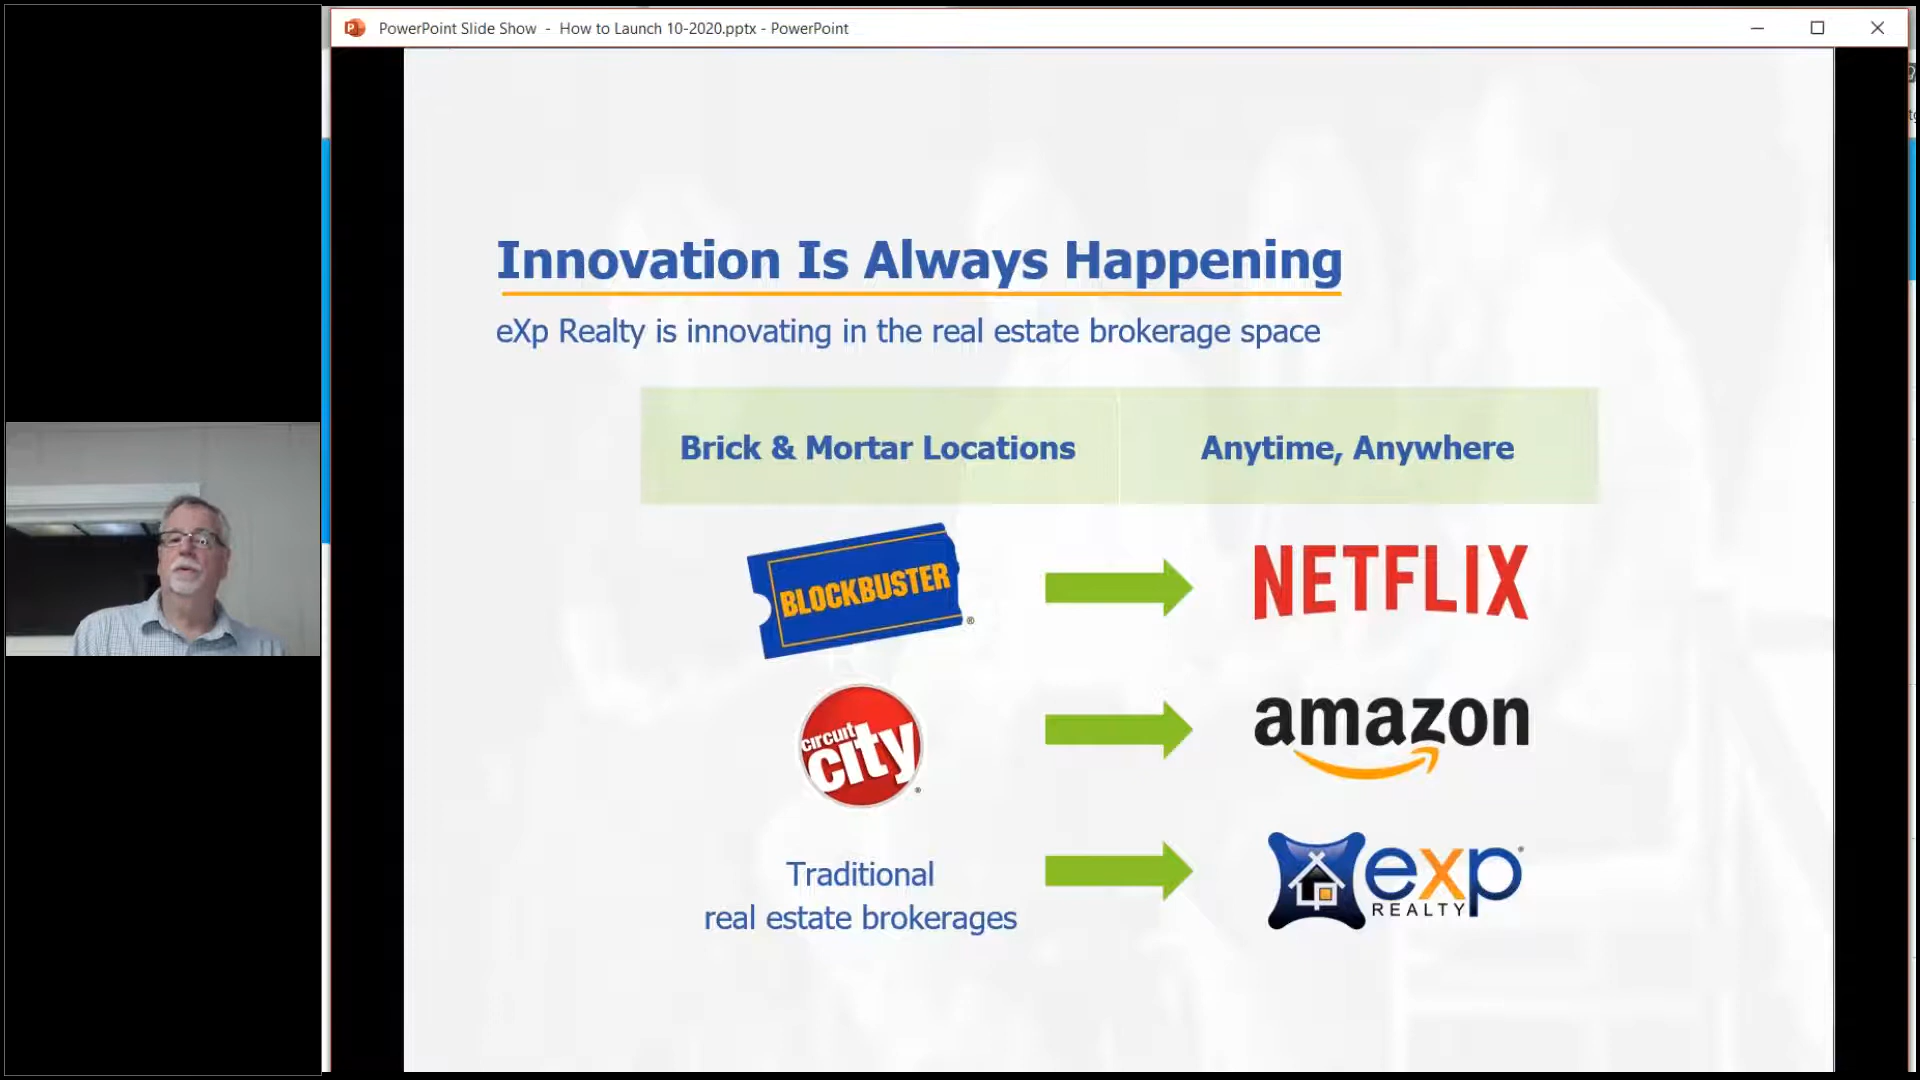 PowerPoint Slide Show - How to Launch 10-2020.pptx - PowerPoint
Innovation Is Always Happening
eXp Realty is innovating in the real estate brokerage space
Brick & Mortar Locations
Anytime, Anywhere
BLOCKBUSTER ®
NETFLIX
circuit
city ®
amazon
Traditional
real estate brokerages
exp
REALTY